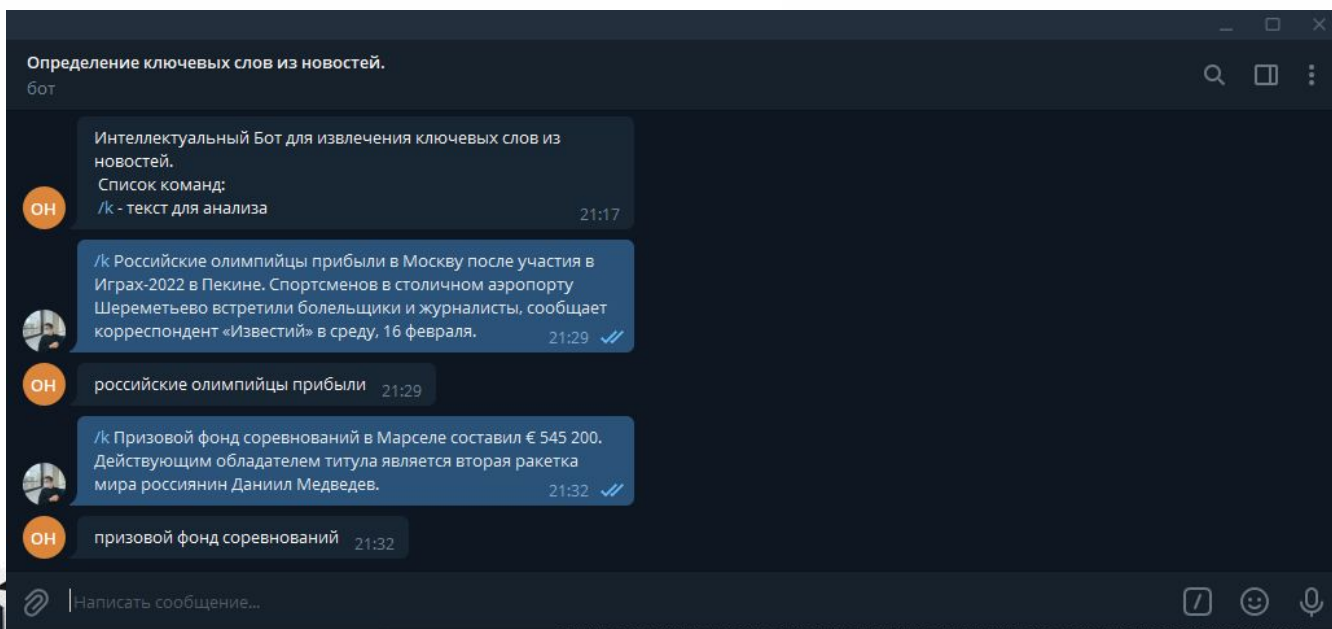 Определение ключевых слов из новостей.
бот
Интеллектуальный Бот для извлечения ключевых слов из
новостей.
Список команд:
/k - текст для анализа
21:17
/k Российские олимпийцы прибыли в Москву после участия в
Играх-2022 в Пекине. Спортсменов в столичном аэропорту
Шереметьево встретили болельщики и журналисты, сообщает
корреспондент «Известий» в среду, 16 февраля.
21:29
ОН
российские олимпийцы прибыли 21:29
/k Призовой фонд соревнований в Марселе составил € 545 200.
Действующим обладателем титула является вторая ракетка
мира россиянин Даниил Медведев.
21:32
ОН
призовой фонд соревнований 21:32
ОН
Написать сообщение...